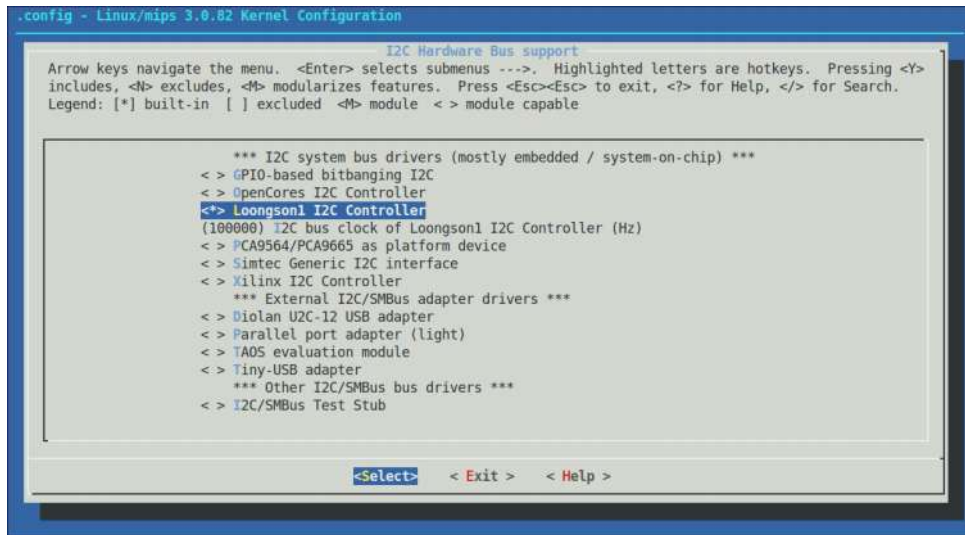 .config - Linux/mips 3.0.82 Kernel Configuration
I2C Hardware Bus support
Arrow keys navigate the menu. <Enter> selects submenus --->. Highlighted letters are hotkeys. Pressing <Y>
includes, <N> excludes, <M> modularizes features. Press <Esc><Esc> to exit, <?> for Help, </> for Search.
Legend: [*] built-in [ ] excluded <M> module < > module capable
*** I2C system bus drivers (mostly embedded / system-on-chip) ***
< > GPIO-based bitbanging I2C
< > OpenCores I2C Controller
<*> Loongson1 I2C Controller
(100000) I2C bus clock of Loongson1 I2C Controller (Hz)
< > PCA9564/PCA9665 as platform device
< > Simtec Generic I2C interface
< > Xilinx I2C Controller
*** External I2C/SMBus adapter drivers ***
< > Diolan U2C-12 USB adapter
< > Parallel port adapter (light)
< > TAOS evaluation module
< > Tiny-USB adapter
*** Other I2C/SMBus bus drivers ***
< > I2C/SMBus Test Stub
<Select> < Exit > < Help >